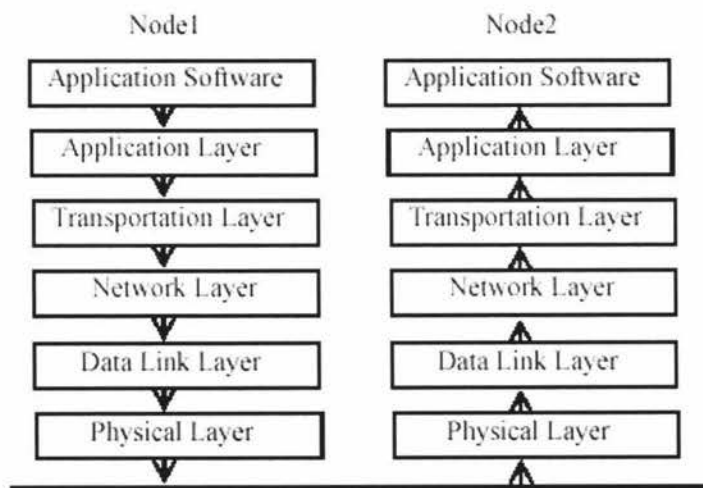 Node1 Node2
Application Software Application Software
Application Layer Application Layer
Transportation Layer Transportation Layer
Network Layer Network Layer
Data Link Layer Data Link Layer
Physical Layer Physical Layer